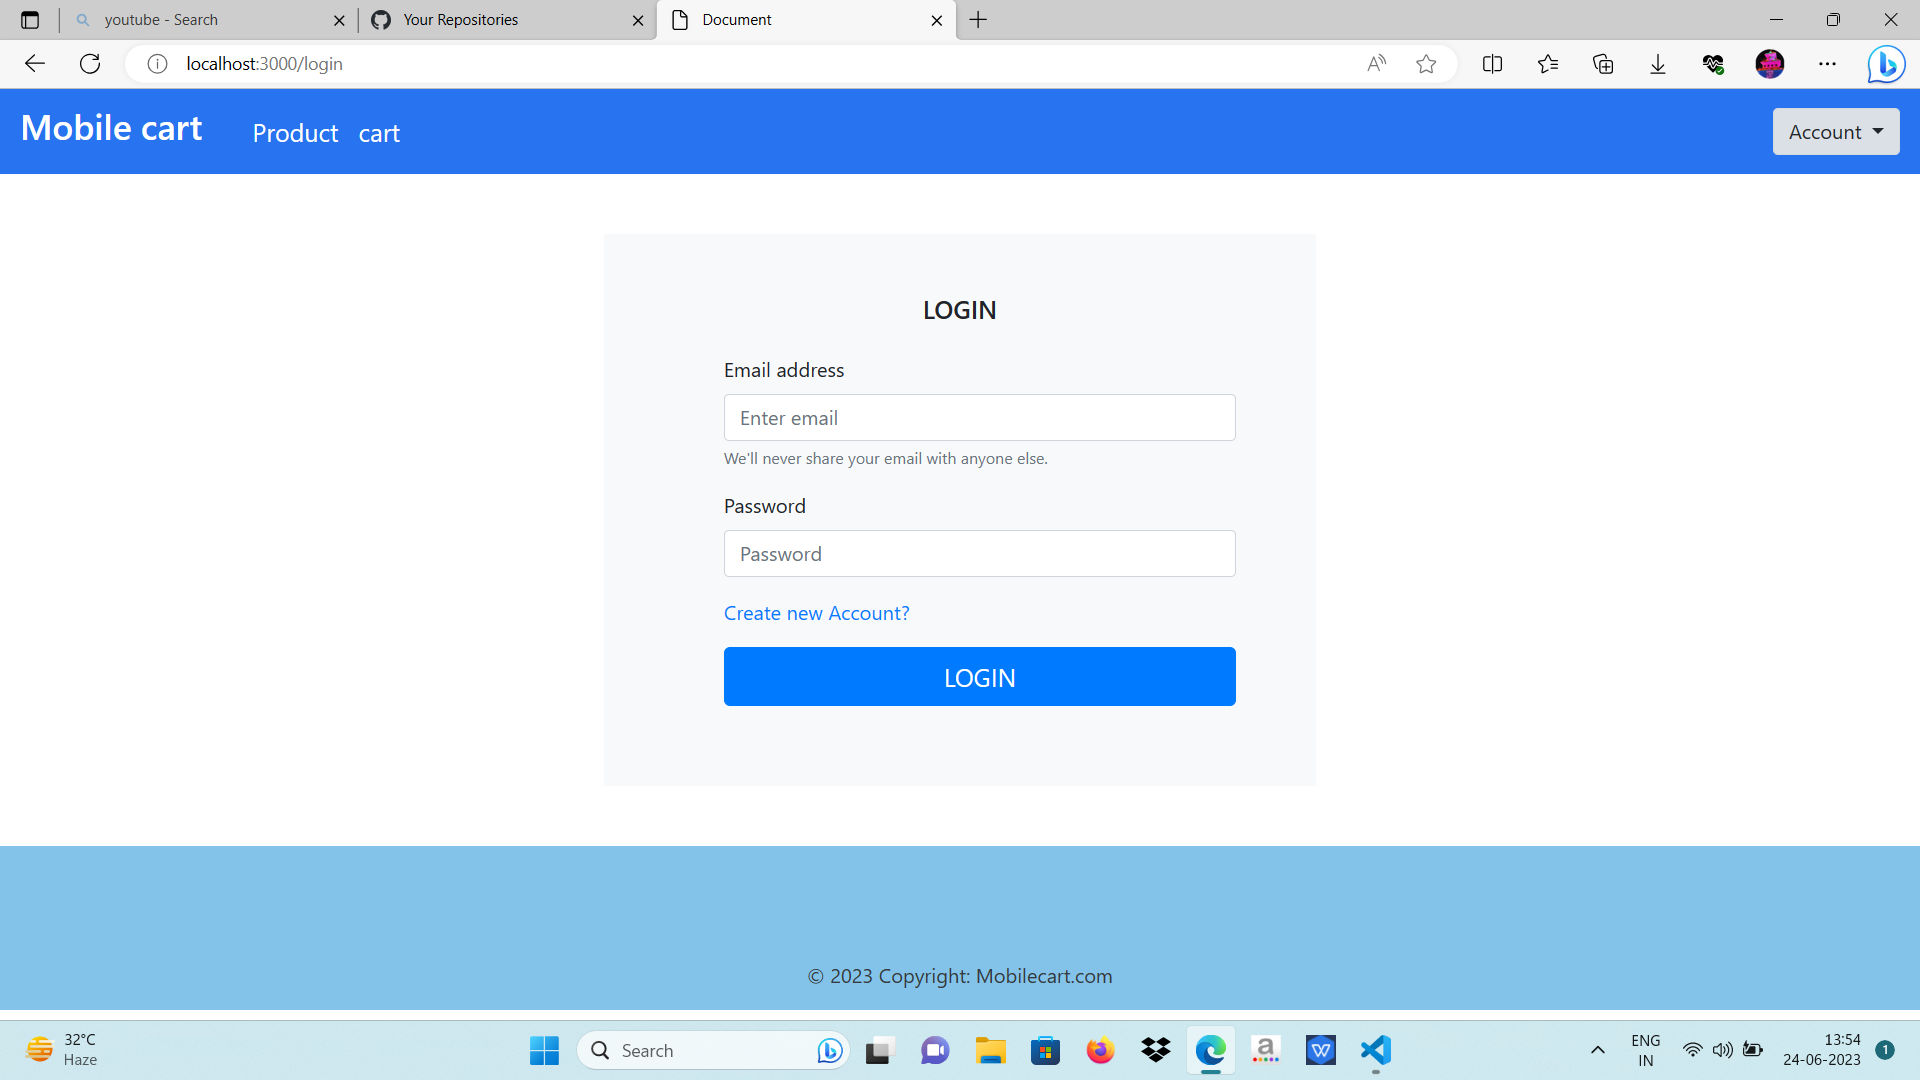 youtube - Search
Your Repositories
Document
localhost:3000/login
Mobile cart
Product
cart
Account
LOGIN
Email address
Enter email
We'll never share your email with anyone else.
Password
Password
Create new Account?
LOGIN
© 2023 Copyright: Mobilecart.com
32°C
Haze
Search
ENG
IN
13:54
24-06-2023
1